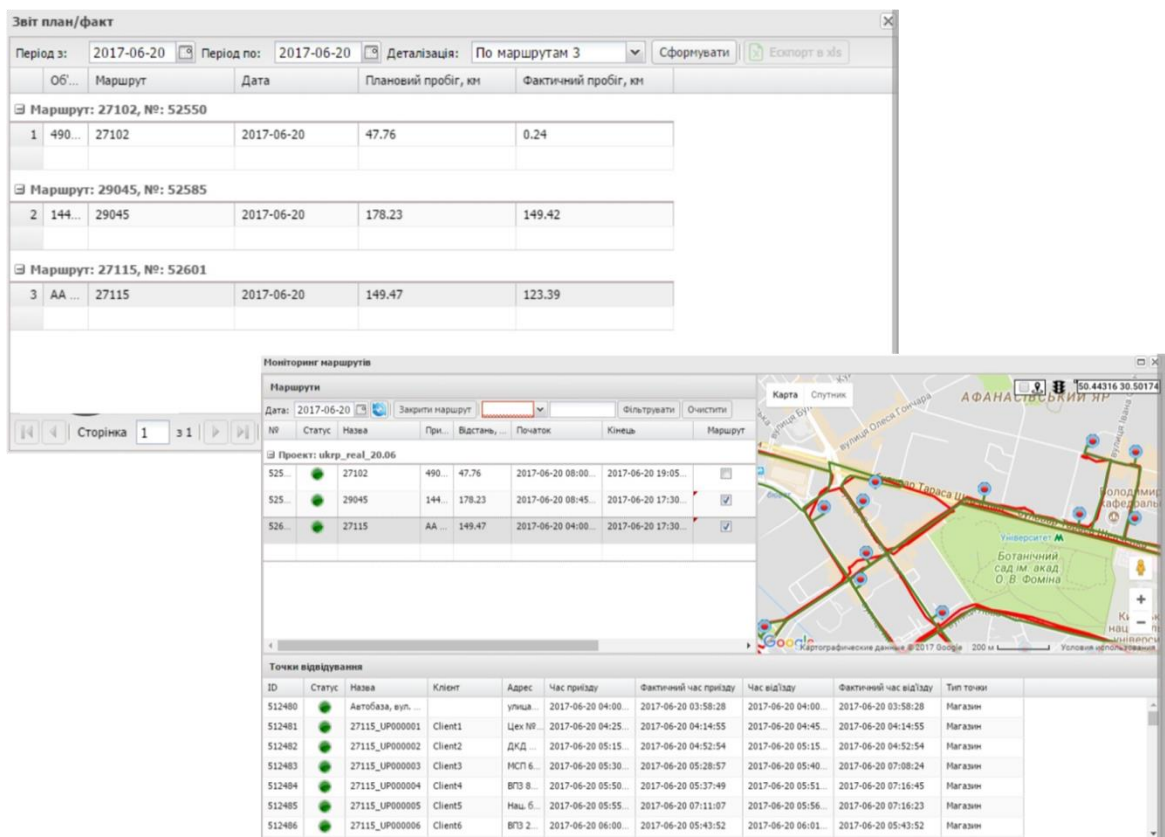 Звіт план/факт
Період з: 2017-06-20 Період по: 2017-06-20 Деталізація: По маршрутам 3 Сформувати Експорт в xls
Об'... Маршрут Дата Плановий пробіг, км Фактичний пробіг, км
Маршрут: 27102, №: 52550
1 490... 27102 2017-06-20 47.76 0.24
Маршрут: 29045, №: 52585
2 144... 29045 2017-06-20 178.23 149.42
Маршрут: 27115, №: 52601
3 АА ... 27115 2017-06-20 149.47 123.39
Сторінка 1 з 1
Моніторинг маршрутів
Маршрути
Дата: 2017-06-20 Закрити маршрут Фільтрувати Очистити
№ Статус Назва При... Відстань, ... Початок Кінець Маршрут
Проект: ukrp_real_20.06
525... 27102 490... 47.76 2017-06-20 08:00... 2017-06-20 19:05...
525... 29045 144... 178.23 2017-06-20 08:45... 2017-06-20 17:30...
526... 27115 АА ... 149.47 2017-06-20 04:00... 2017-06-20 17:30...
Карта Спутник
50.44316 30.50174
АФАНАСІВСЬКИЙ ЯР
вулиця Олеся Гончара
вулиця Івана
Тараса
Університет
Ботанічний
сад ім. акад.
О. В. Фоміна
Google
Картографические данные © 2017 Google 200 м Условия использования
Точки відвідування
ID Статус Назва Клієнт Адрес Час приїзду Фактичний час приїзду Час від'їзду Фактичний час від'їзду Тип точки
512480 Автобаза, вул. ... улица... 2017-06-20 04:00... 2017-06-20 03:58:28 2017-06-20 04:00... 2017-06-20 03:58:28 Магазин
512481 27115_UP000001 Client1 Цех №... 2017-06-20 04:25... 2017-06-20 04:14:55 2017-06-20 04:45... 2017-06-20 04:14:55 Магазин
512482 27115_UP000002 Client2 ДКД ... 2017-06-20 05:15... 2017-06-20 04:52:54 2017-06-20 05:15... 2017-06-20 04:52:54 Магазин
512483 27115_UP000003 Client3 МСП 6... 2017-06-20 05:30... 2017-06-20 05:28:57 2017-06-20 05:40... 2017-06-20 07:08:24 Магазин
512484 27115_UP000004 Client4 ВПЗ 8... 2017-06-20 05:50... 2017-06-20 05:37:49 2017-06-20 05:51... 2017-06-20 07:16:45 Магазин
512485 27115_UP000005 Client5 Нац. б... 2017-06-20 05:55... 2017-06-20 07:11:07 2017-06-20 05:56... 2017-06-20 07:16:23 Магазин
512486 27115_UP000006 Client6 ВПЗ 2... 2017-06-20 06:00... 2017-06-20 05:43:52 2017-06-20 06:01... 2017-06-20 05:43:52 Магазин